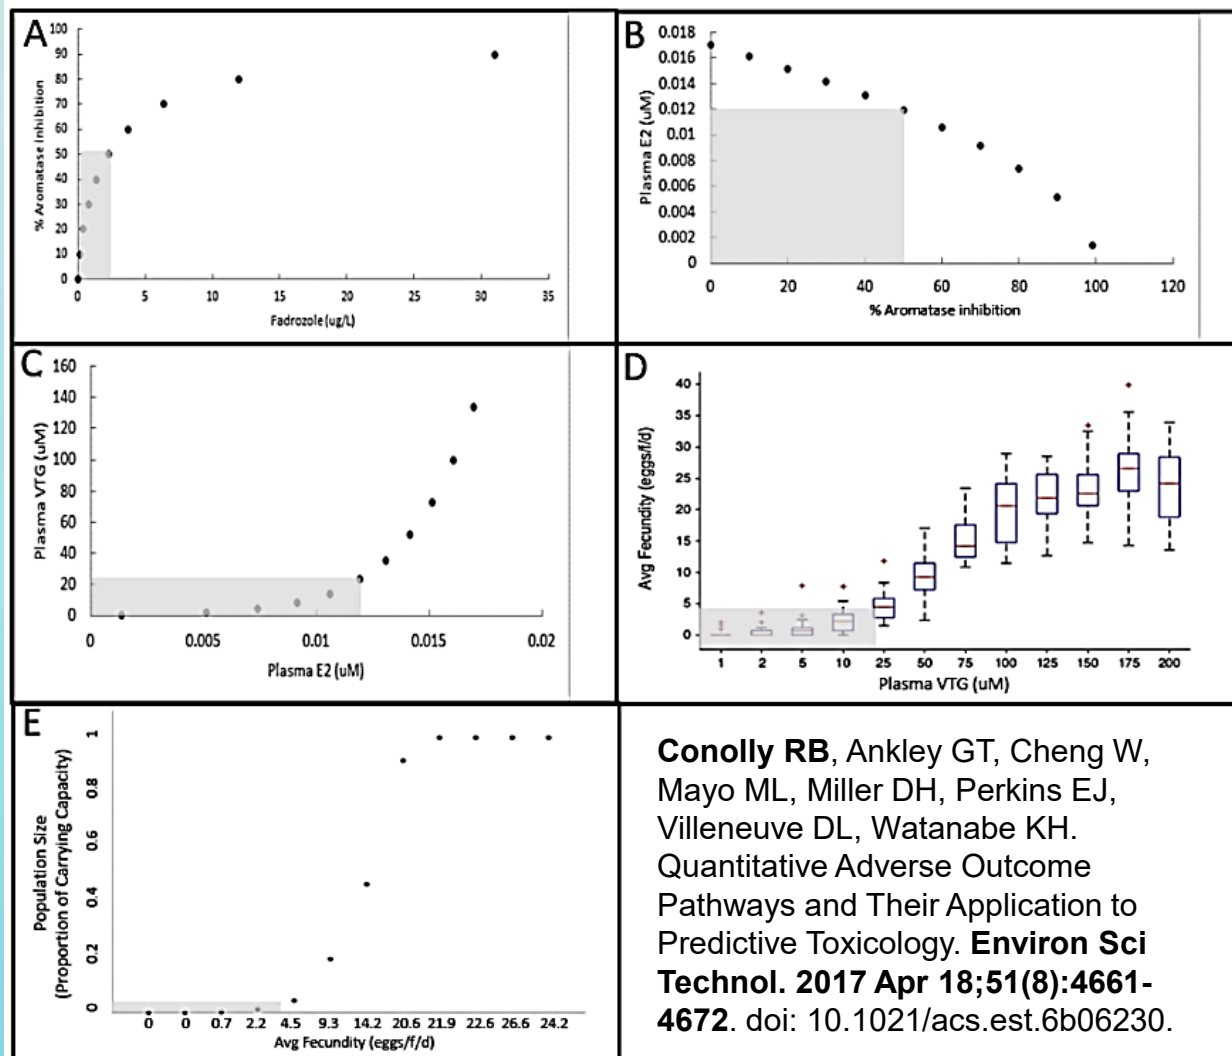 A
100
90
80
70
60
50
40
30
20
10
0
% Aromatase Inhibition
0 5 10 15 20 25 30 35
Fadrozole (ug/L)
B
0.018
0.016
0.014
0.012
0.01
0.008
0.006
0.004
0.002
0
Plasma E2 (uM)
0 20 40 60 80 100 120
% Aromatase inhibition
C
160
140
120
100
80
60
40
20
0
Plasma VTG (uM)
0 0.005 0.01 0.015 0.02
Plasma E2 (uM)
D
40
35
30
25
20
15
10
5
0
Avg Fecundity (eggs/f/d)
1 2 5 10 25 50 75 100 125 150 175 200
Plasma VTG (uM)
E
1
0.8
0.6
0.4
0.2
0
Population Size
(Proportion of Carrying Capacity)
0 0 0.7 2.2 4.5 9.3 14.2 20.6 21.9 22.6 26.6 24.2
Avg Fecundity (eggs/f/d)
Conolly RB, Ankley GT, Cheng W,
Mayo ML, Miller DH, Perkins EJ,
Villeneuve DL, Watanabe KH.
Quantitative Adverse Outcome
Pathways and Their Application to
Predictive Toxicology. Environ Sci
Technol. 2017 Apr 18;51(8):4661-
4672. doi: 10.1021/acs.est.6b06230.